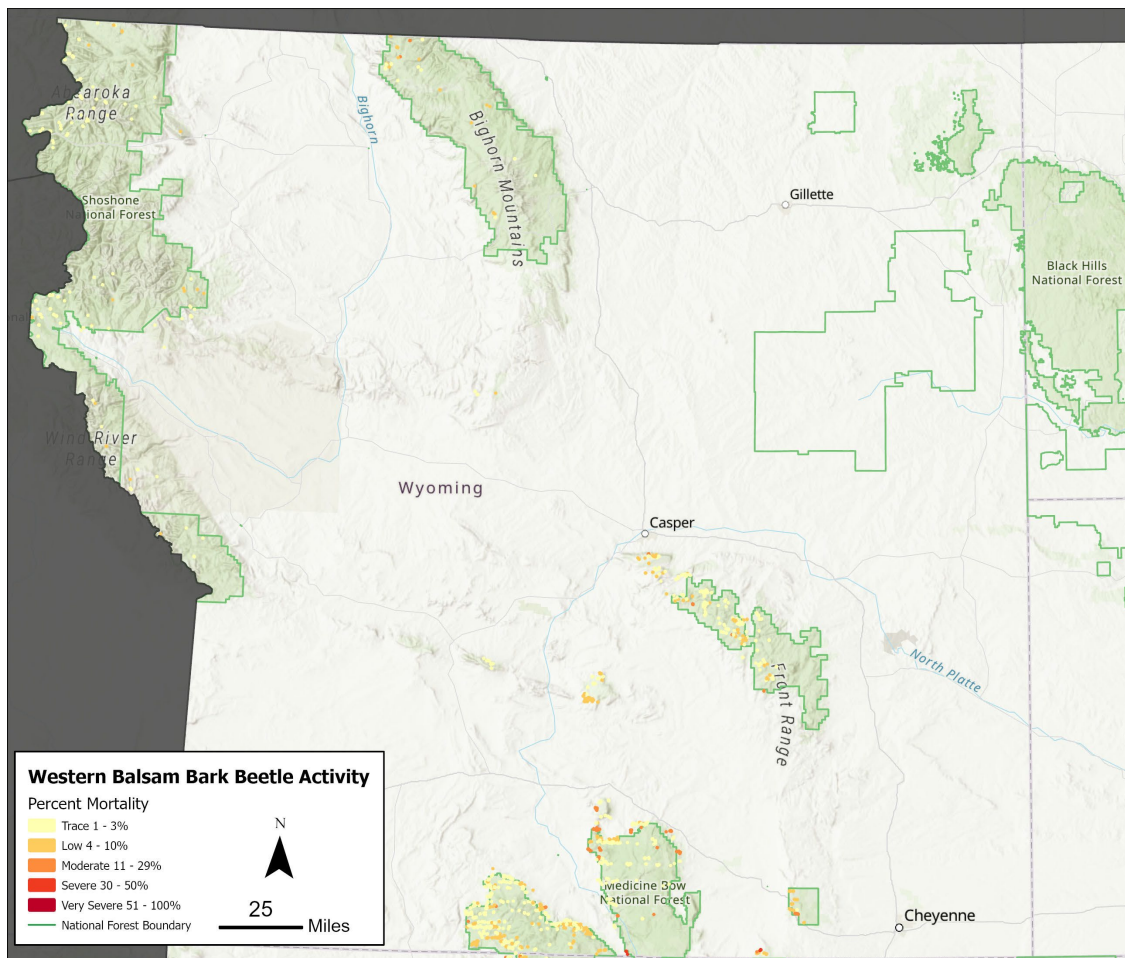 Absaroka
Range
Bighorn
Bighorn Mountains
Gillette
Shoshone
National Forest
Black Hills
National Forest
Wind River
Range
Wyoming
Casper
North Platte
Front Range
Medicine Bow
National Forest
Cheyenne
Western Balsam Bark Beetle Activity
Percent Mortality
Trace 1 - 3%
Low 4 - 10%
Moderate 11 - 29%
Severe 30 - 50%
Very Severe 51 - 100%
National Forest Boundary
N
25
Miles